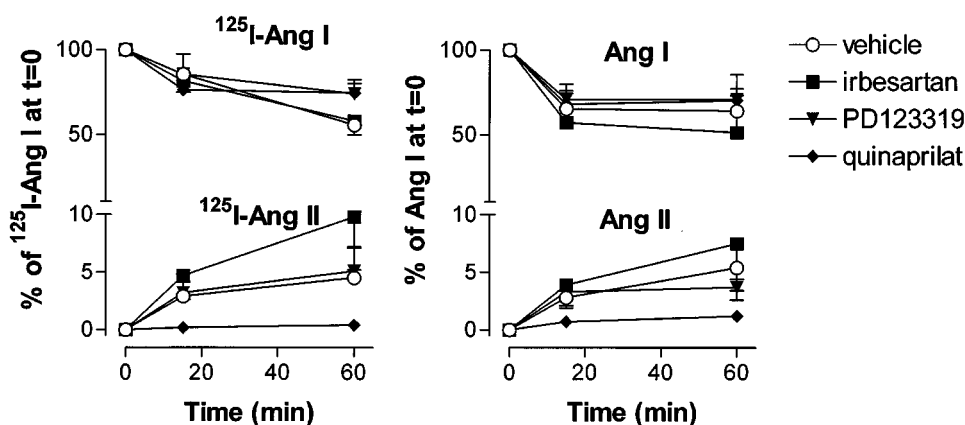 ¹²⁵I-Ang I
100
50
¹²⁵I-Ang II
10
5
0
0 20 40 60
Time (min)
% of ¹²⁵I-Ang I at t=0
Ang I
100
50
Ang II
10
5
0
0 20 40 60
Time (min)
% of Ang I at t=0
vehicle
irbesartan
PD123319
quinaprilat